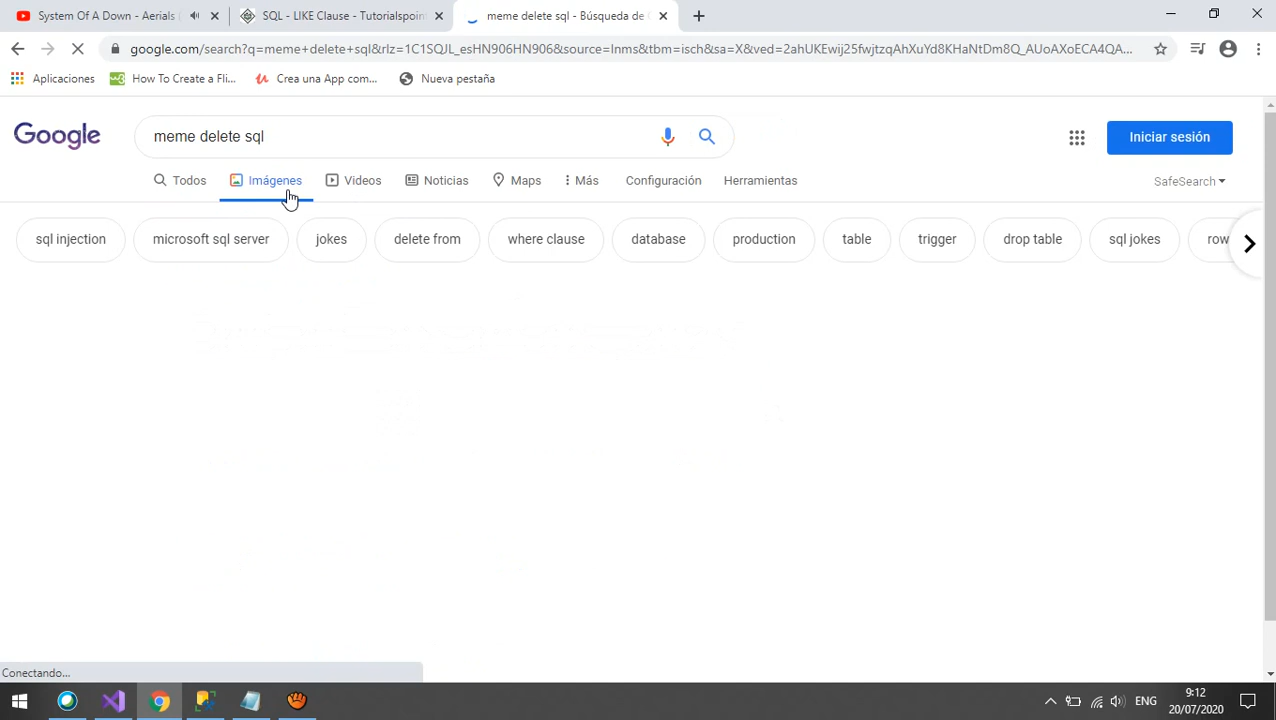 System Of A Down - Aerials
SQL - LIKE Clause - Tutorialspoint
meme delete sql - Búsqueda de
google.com/search?q=meme+delete+sql&rlz=1C1SQJL_esHN906HN906&source=lnms&tbm=isch&sa=X&ved=2ahUKEwij25fwjtzqAhXuYd8KHaNtDm8Q_AUoAXoECA4QA...
Aplicaciones
How To Create a Fli...
Crea una App com...
Nueva pestaña
Google
meme delete sql
Iniciar sesión
Todos
Imágenes
Videos
Noticias
Maps
Más
Configuración
Herramientas
SafeSearch
sql injection
microsoft sql server
jokes
delete from
where clause
database
production
table
trigger
drop table
sql jokes
row
Conectando...
ENG
9:12
20/07/2020